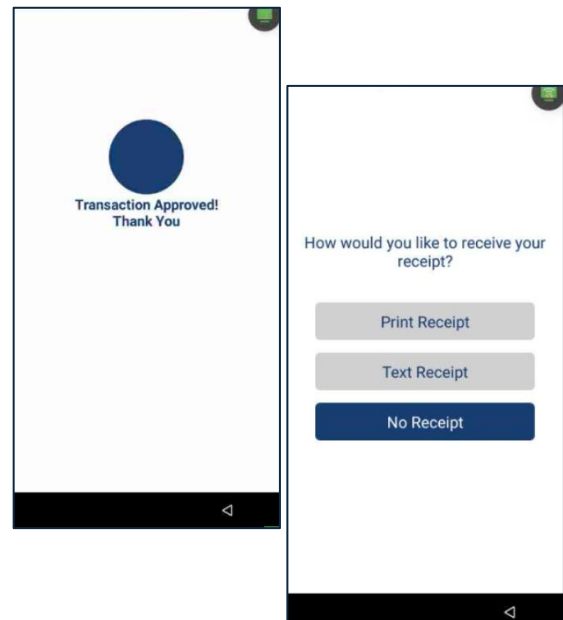 Transaction Approved!
Thank You
How would you like to receive your
receipt?
Print Receipt
Text Receipt
No Receipt